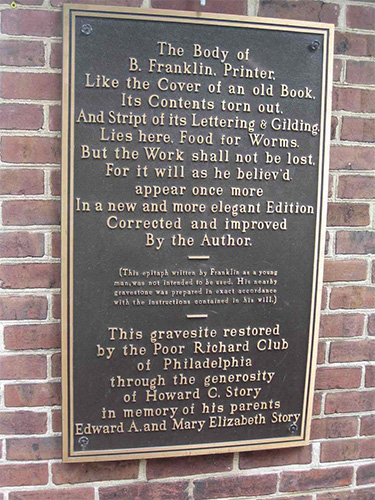 The Body of
B. Franklin, Printer,
Like the Cover of an old Book,
Its Contents torn out,
And Stript of its Lettering & Gilding,
Lies here, Food for Worms.
But the Work shall not be lost,
For it will as he believ'd
appear once more
In a new and more elegant Edition
Corrected and improved
By the Author.
(This epitaph written by Franklin as a young
man, was not intended to be used. His nearby
gravestone was prepared in exact accordance
with the instructions contained in his will.)
This gravesite restored
by the Poor Richard Club
of Philadelphia
through the generosity
of Howard C. Story
in memory of his parents
Edward A. and Mary Elizabeth Story